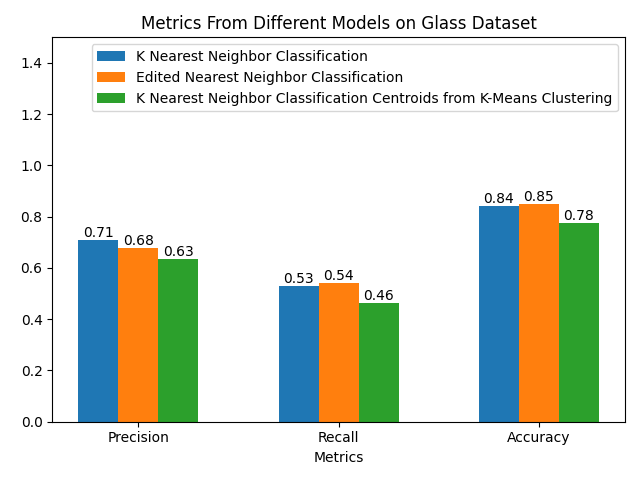 Metrics From Different Models on Glass Dataset
K Nearest Neighbor Classification
Edited Nearest Neighbor Classification
K Nearest Neighbor Classification Centroids from K-Means Clustering
1.4
1.2
1.0
0.8
0.6
0.4
0.2
0.0
0.71
0.68
0.63
0.53
0.54
0.46
0.84
0.85
0.78
Precision
Recall
Accuracy
Metrics